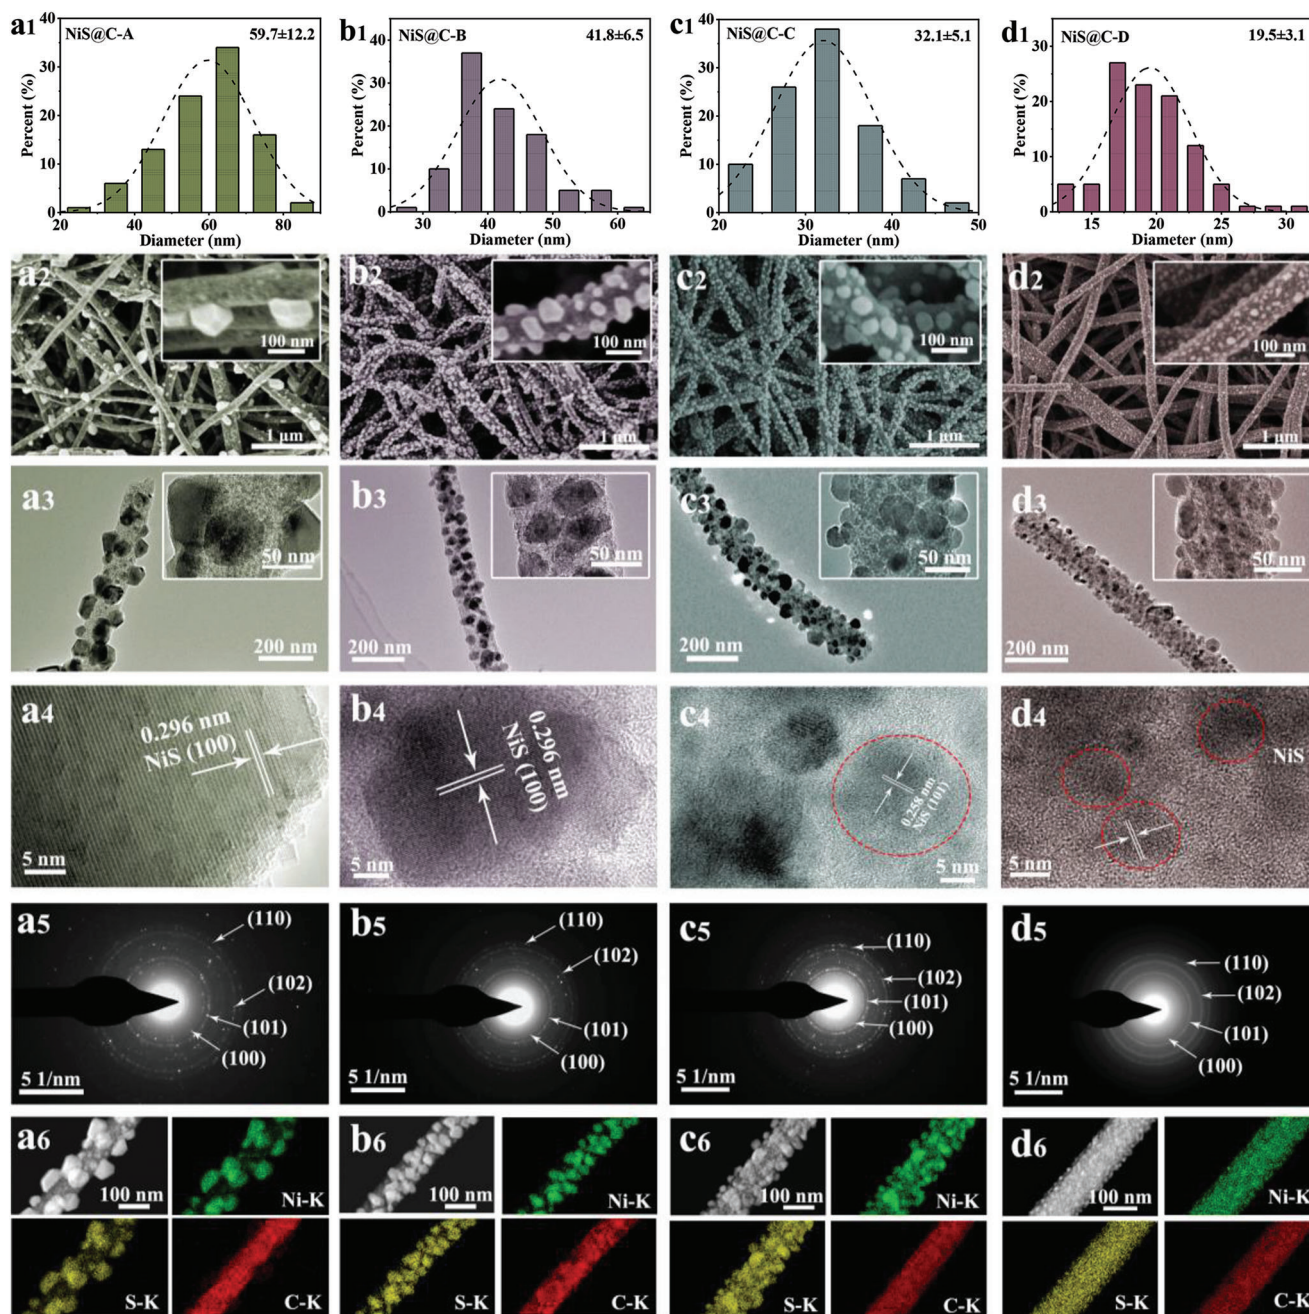 a1
NiS@C-A
59.7±12.2
Percent (%)
40
30
20
10
0
20
40
60
80
Diameter (nm)
b1
NiS@C-B
41.8±6.5
Percent (%)
40
30
20
10
0
30
40
50
60
Diameter (nm)
c1
NiS@C-C
32.1±5.1
Percent (%)
40
30
20
10
0
20
30
40
50
Diameter (nm)
d1
NiS@C-D
19.5±3.1
Percent (%)
30
20
10
0
15
20
25
30
Diameter (nm)
a2
100 nm
1 μm
b2
100 nm
1 μm
c2
100 nm
1 μm
d2
100 nm
1 μm
a3
50 nm
200 nm
b3
50 nm
200 nm
c3
50 nm
200 nm
d3
50 nm
200 nm
a4
0.296 nm
NiS (100)
5 nm
b4
0.296 nm
NiS (100)
5 nm
c4
0.258 nm
NiS (101)
5 nm
d4
NiS
5 nm
a5
(110)
(102)
(101)
(100)
5 1/nm
b5
(110)
(102)
(101)
(100)
5 1/nm
c5
(110)
(102)
(101)
(100)
5 1/nm
d5
(110)
(102)
(101)
(100)
5 1/nm
a6
100 nm
Ni-K
S-K
C-K
b6
100 nm
Ni-K
S-K
C-K
c6
100 nm
Ni-K
S-K
C-K
d6
100 nm
Ni-K
S-K
C-K